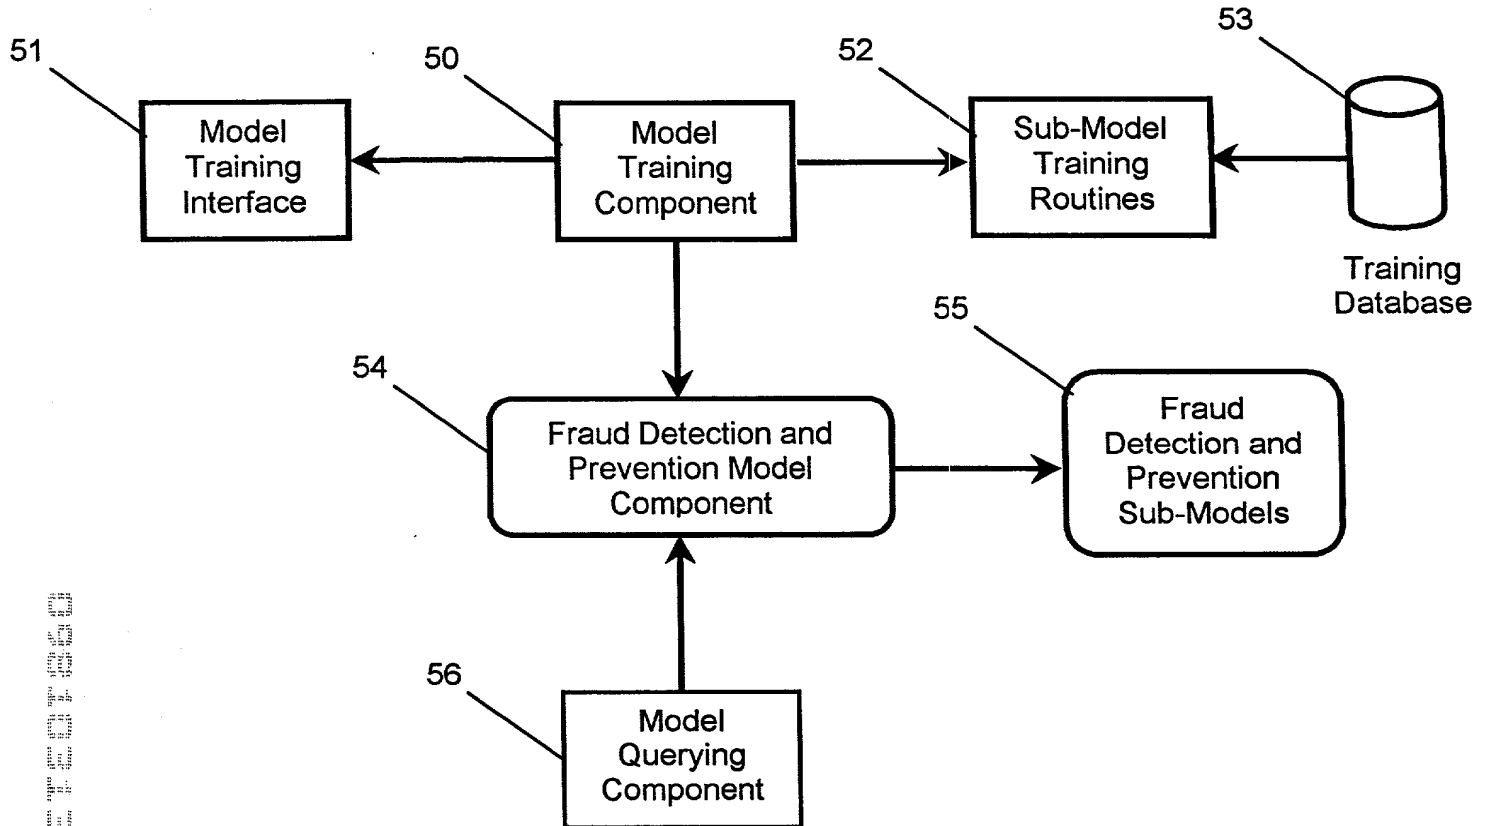 53
51
50
52
Model
Training
Interface
Model
Training
Component
Sub-Model
Training
Routines
Training
Database
55
54
Fraud Detection and
Prevention Model
Component
Fraud
Detection and
Prevention
Sub-Models
56
Model
Querying
Component